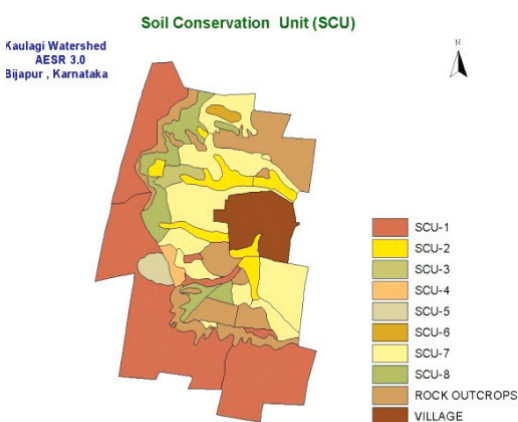 Soil Conservation Unit (SCU)
Kaulagi Watershed
AESR 3.0
Bijapur , Karnataka
N
SCU-1
SCU-2
SCU-3
SCU-4
SCU-5
SCU-6
SCU-7
SCU-8
ROCK OUTCROPS
VILLAGE